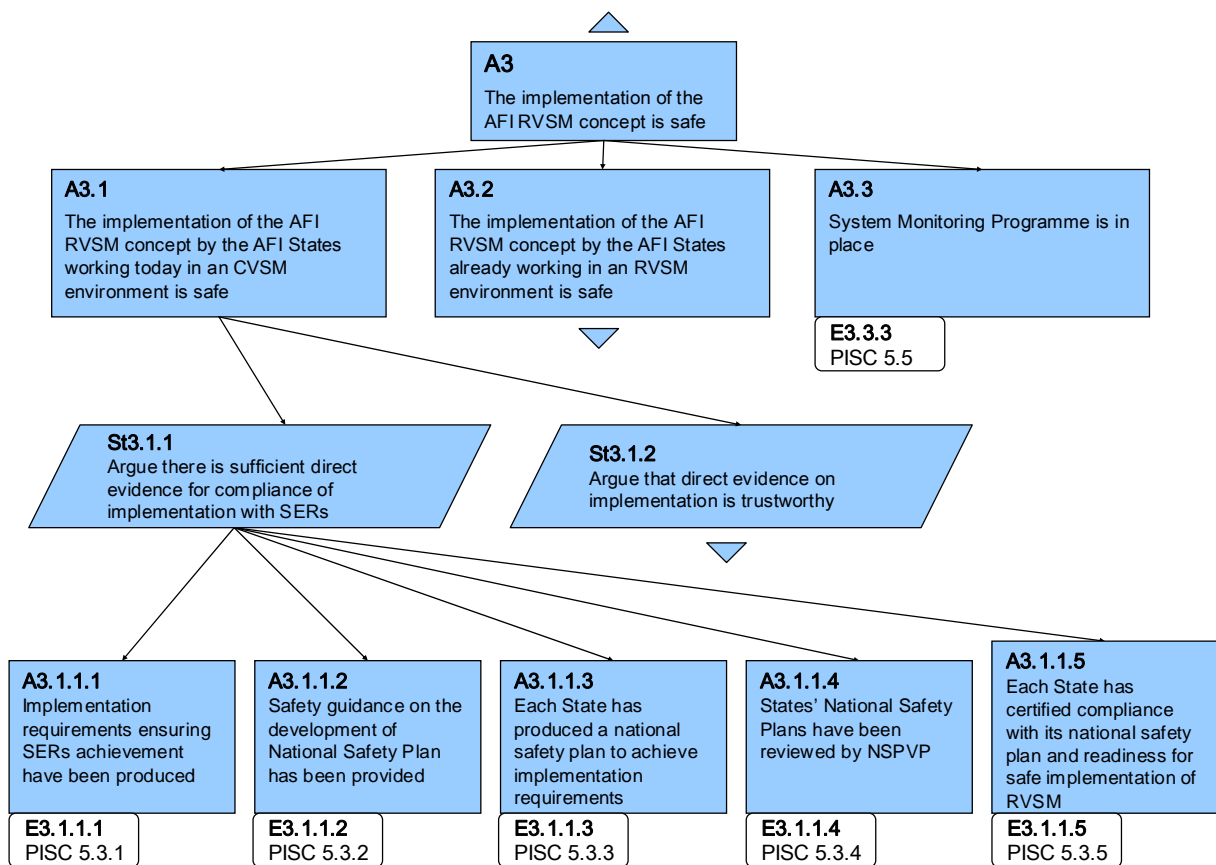 A3
The implementation of the
AFI RVSM concept is safe
A3.1
The implementation of the AFI
RVSM concept by the AFI States
working today in an CVSM
environment is safe
A3.2
The implementation of the AFI
RVSM concept by the AFI States
already working in an RVSM
environment is safe
A3.3
System Monitoring Programme is in
place
E3.3.3
PISC 5.5
St3.1.1
Argue there is sufficient direct
evidence for compliance of
implementation with SERs
St3.1.2
Argue that direct evidence on
implementation is trustworthy
A3.1.1.1
Implementation
requirements ensuring
SERs achievement
have been produced
E3.1.1.1
PISC 5.3.1
A3.1.1.2
Safety guidance on the
development of
National Safety Plan
has been provided
E3.1.1.2
PISC 5.3.2
A3.1.1.3
Each State has
produced a national
safety plan to achieve
implementation
requirements
E3.1.1.3
PISC 5.3.3
A3.1.1.4
States’ National Safety
Plans have been
reviewed by NSPVP
E3.1.1.4
PISC 5.3.4
A3.1.1.5
Each State has
certified compliance
with its national safety
plan and readiness for
safe implementation of
RVSM
E3.1.1.5
PISC 5.3.5